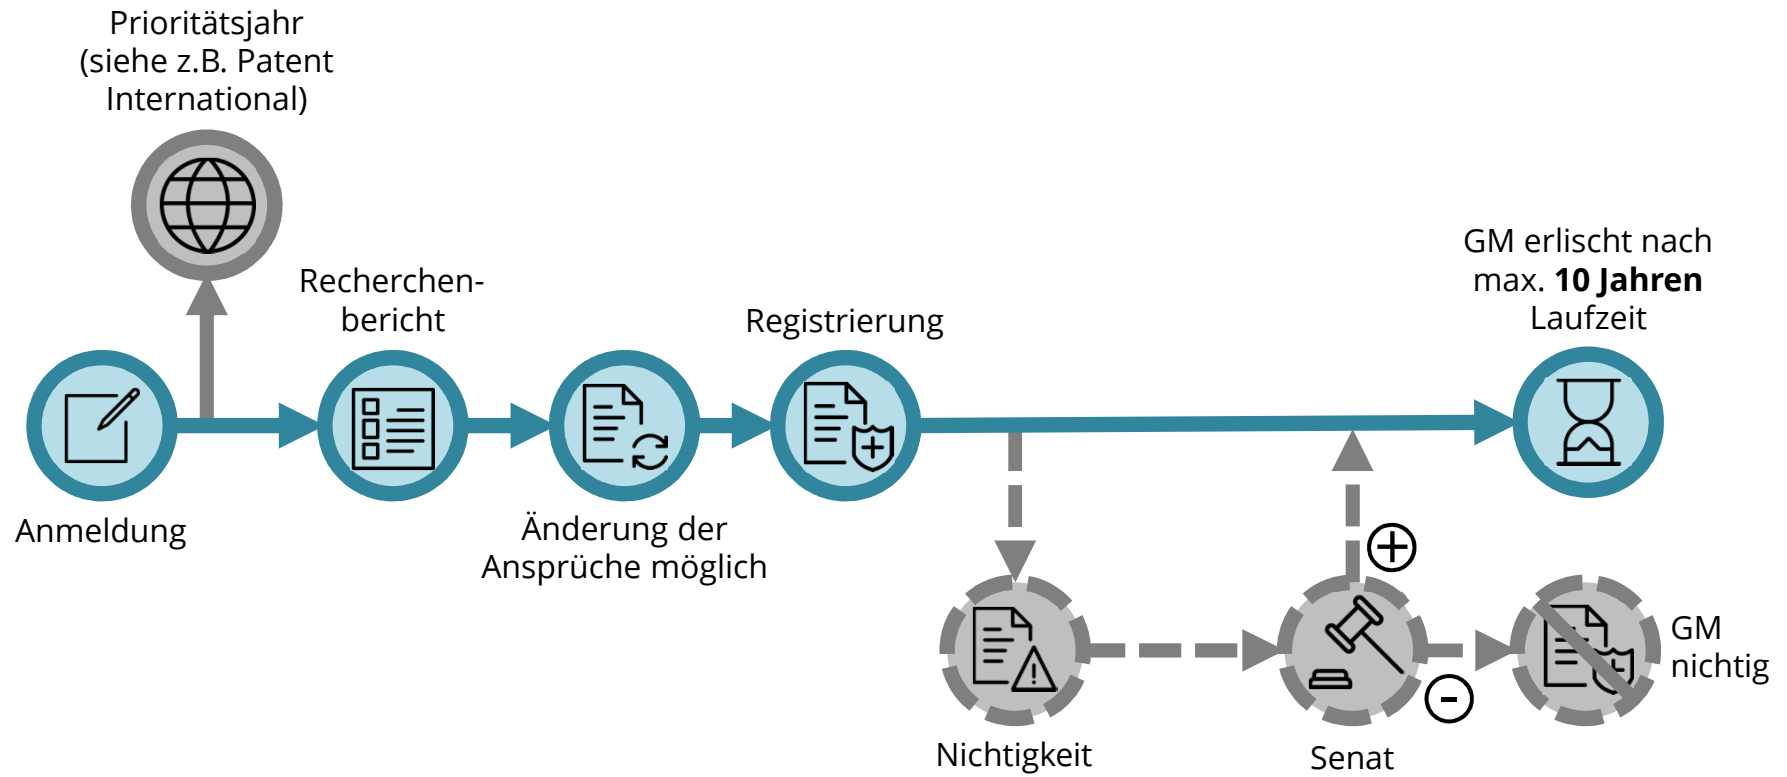 Prioritätsjahr
(siehe z.B. Patent
International)
Recherchen-
bericht
Registrierung
GM erlischt nach
max. 10 Jahren
Laufzeit
Anmeldung
Änderung der
Ansprüche möglich
+
-
GM
nichtig
Nichtigkeit
Senat